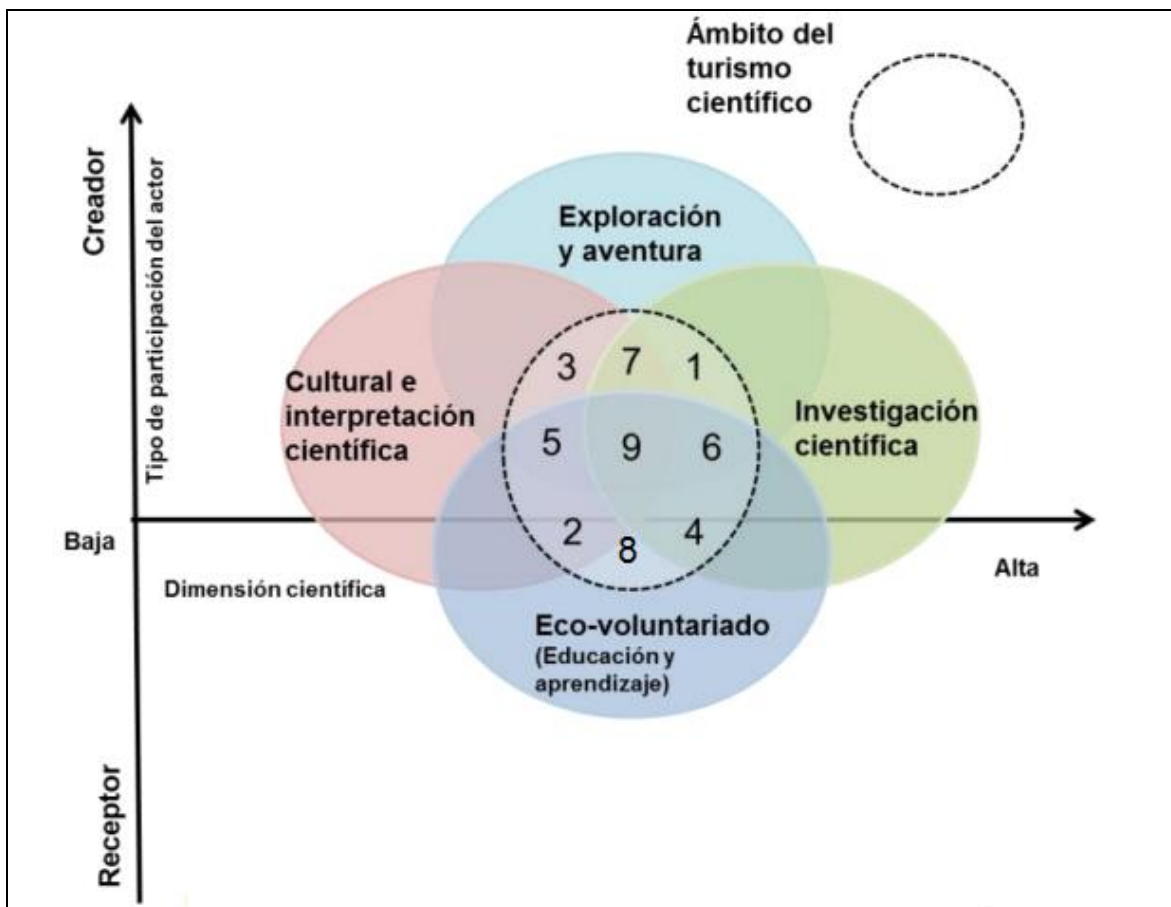 Ámbito del
turismo
científico
Creador
Tipo de participación del actor
Exploración
y aventura
Cultural e
interpretación
científica
Investigación
científica
3
7
1
5
9
6
2
8
4
Baja
Alta
Dimensión científica
Eco-voluntariado
(Educación y
aprendizaje)
Receptor